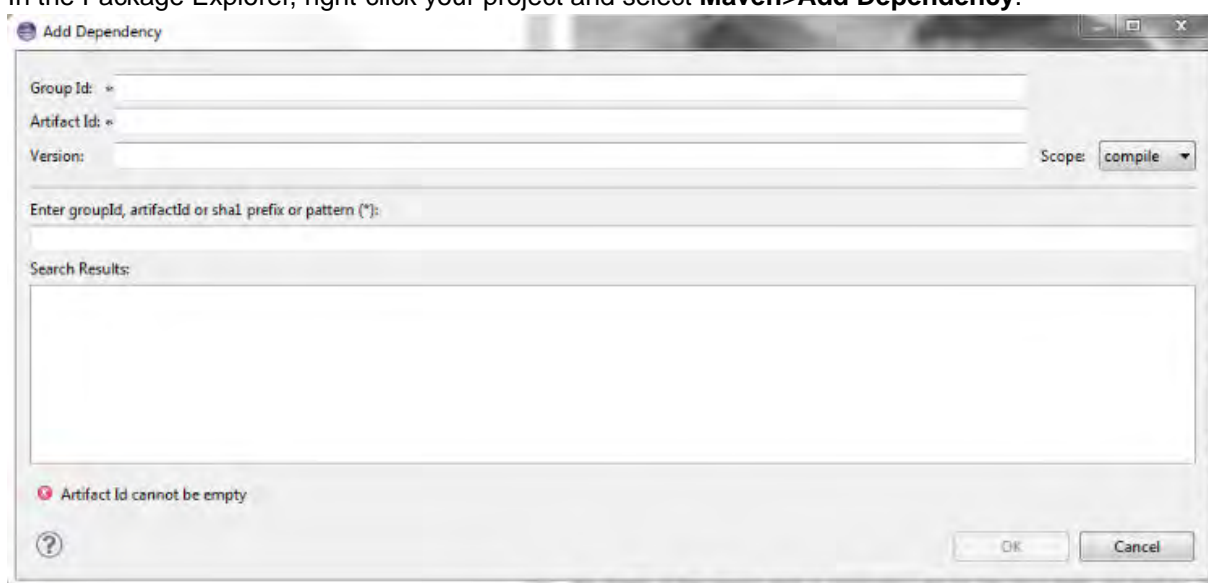 In the Package Explorer, right-click your project and select Maven>Add Dependency.
Add Dependency
Group Id: *
Artifact Id: *
Version:
Scope: compile
Enter groupId, artifactId or sha1 prefix or pattern (*):
Search Results:
Artifact Id cannot be empty
?
OK
Cancel